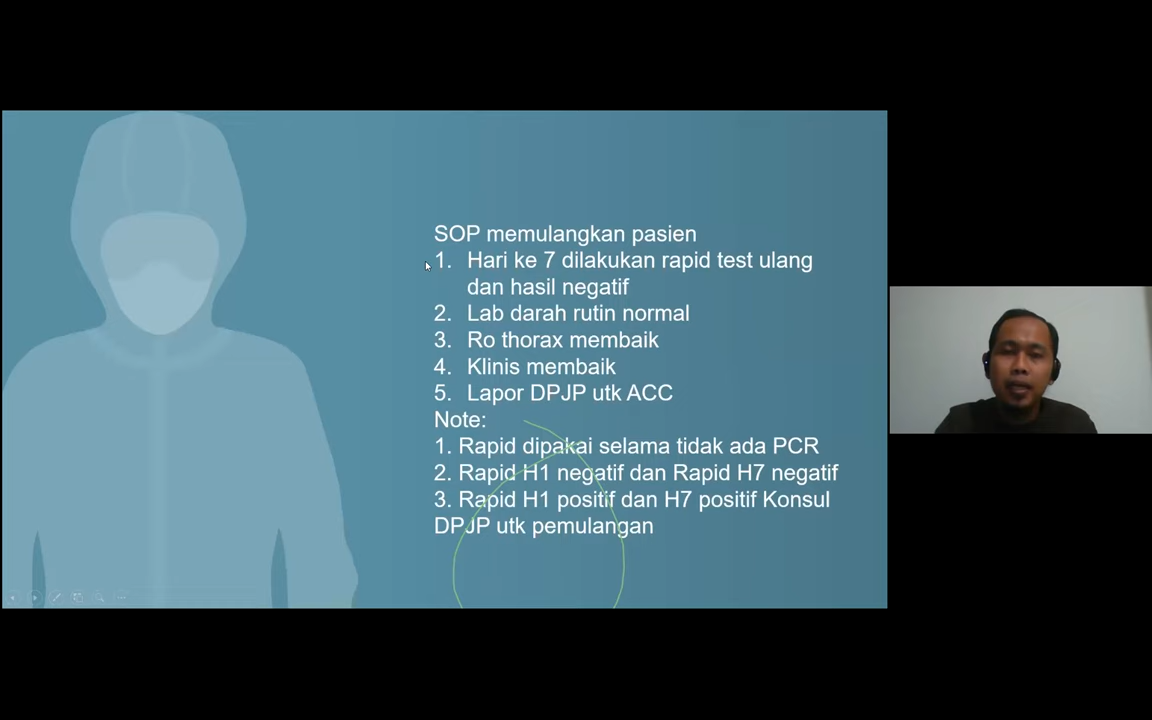 SOP memulangkan pasien
1. Hari ke 7 dilakukan rapid test ulang
dan hasil negatif
2. Lab darah rutin normal
3. Ro thorax membaik
4. Klinis membaik
5. Lapor DPJP utk ACC
Note:
1. Rapid dipakai selama tidak ada PCR
2. Rapid H1 negatif dan Rapid H7 negatif
3. Rapid H1 positif dan H7 positif Konsul
DPJP utk pemulangan